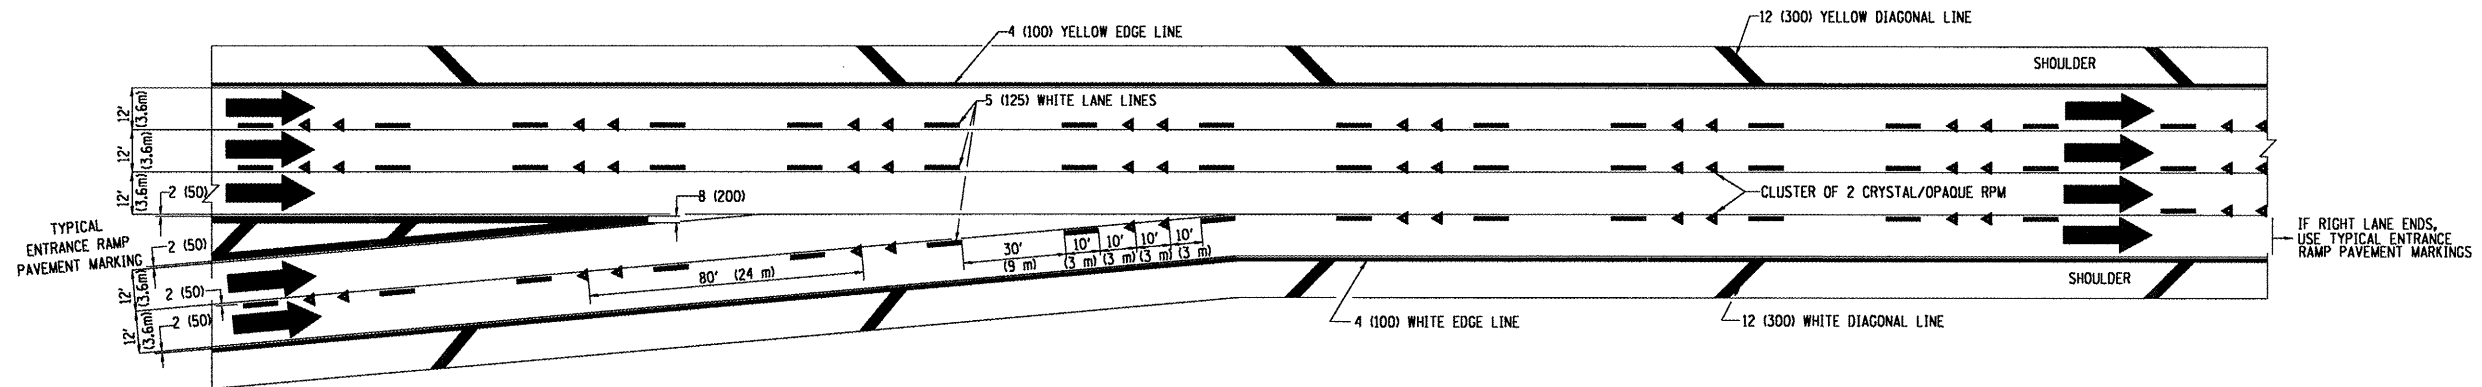 12 (300) YELLOW DIAGONAL LINE
4 (100) YELLOW EDGE LINE
SHOULDER
5 (125) WHITE LANE LINES
12'
(3.6m)
12'
(3.6m)
12'
(3.6m)
2 (50)
8 (200)
CLUSTER OF 2 CRYSTAL/OPAQUE RPM
TYPICAL
ENTRANCE RAMP
PAVEMENT MARKING
2 (50)
IF RIGHT LANE ENDS,
USE TYPICAL ENTRANCE
RAMP PAVEMENT MARKINGS
30'
(9 m)
10' 10' 10' 10'
(3 m) (3 m) (3 m) (3 m)
80' (24 m)
12'
(3.6m)
2 (50)
12'
(3.6m)
2 (50)
SHOULDER
4 (100) WHITE EDGE LINE
12 (300) WHITE DIAGONAL LINE